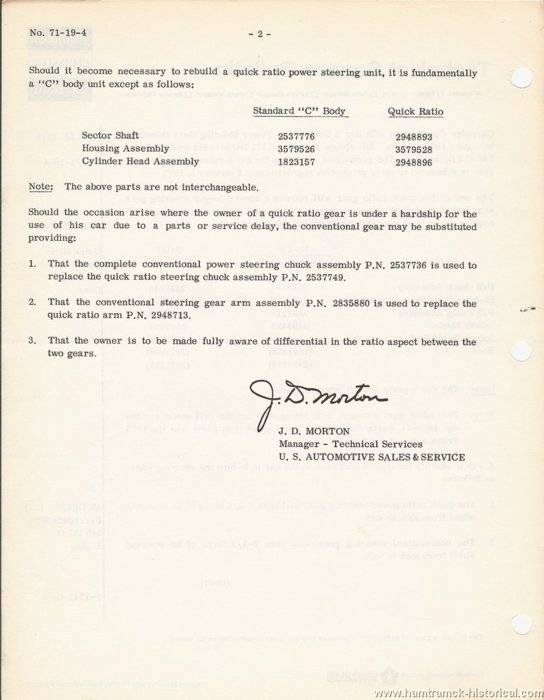 No. 71-19-4
- 2 -
Should it become necessary to rebuild a quick ratio power steering unit, it is fundamentally
a "C" body unit except as follows:
Standard "C" Body Quick Ratio
Sector Shaft 2537776 2948893
Housing Assembly 3579526 3579528
Cylinder Head Assembly 1823157 2948896
Note: The above parts are not interchangeable.
Should the occasion arise where the owner of a quick ratio gear is under a hardship for the
use of his car due to a parts or service delay, the conventional gear may be substituted
providing:
1. That the complete conventional power steering chuck assembly P.N. 2537736 is used to
replace the quick ratio steering chuck assembly P.N. 2537749.
2. That the conventional steering gear arm assembly P.N. 2835880 is used to replace the
quick ratio arm P.N. 2948713.
3. That the owner is to be made fully aware of differential in the ratio aspect between the
two gears.
J. D. Morton
J. D. MORTON
Manager - Technical Services
U. S. AUTOMOTIVE SALES & SERVICE
www.hamtramck-historical.com